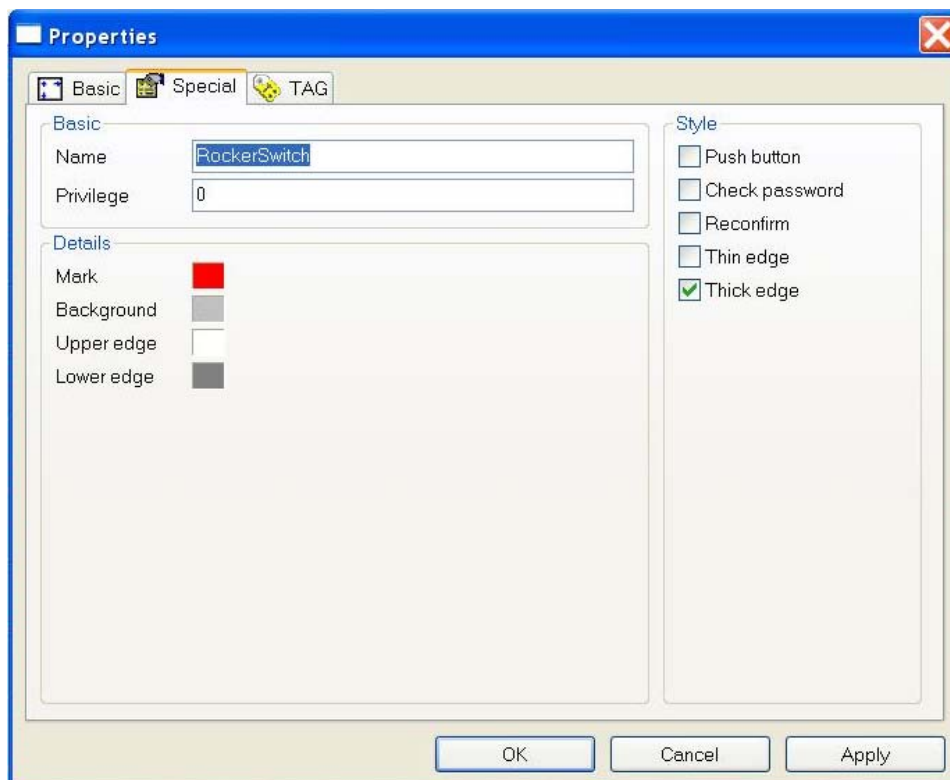 Properties
Basic Special TAG
Basic
Name RockerSwitch
Privilege 0
Details
Mark
Background
Upper edge
Lower edge
Style
Push button
Check password
Reconfirm
Thin edge
Thick edge
OK Cancel Apply